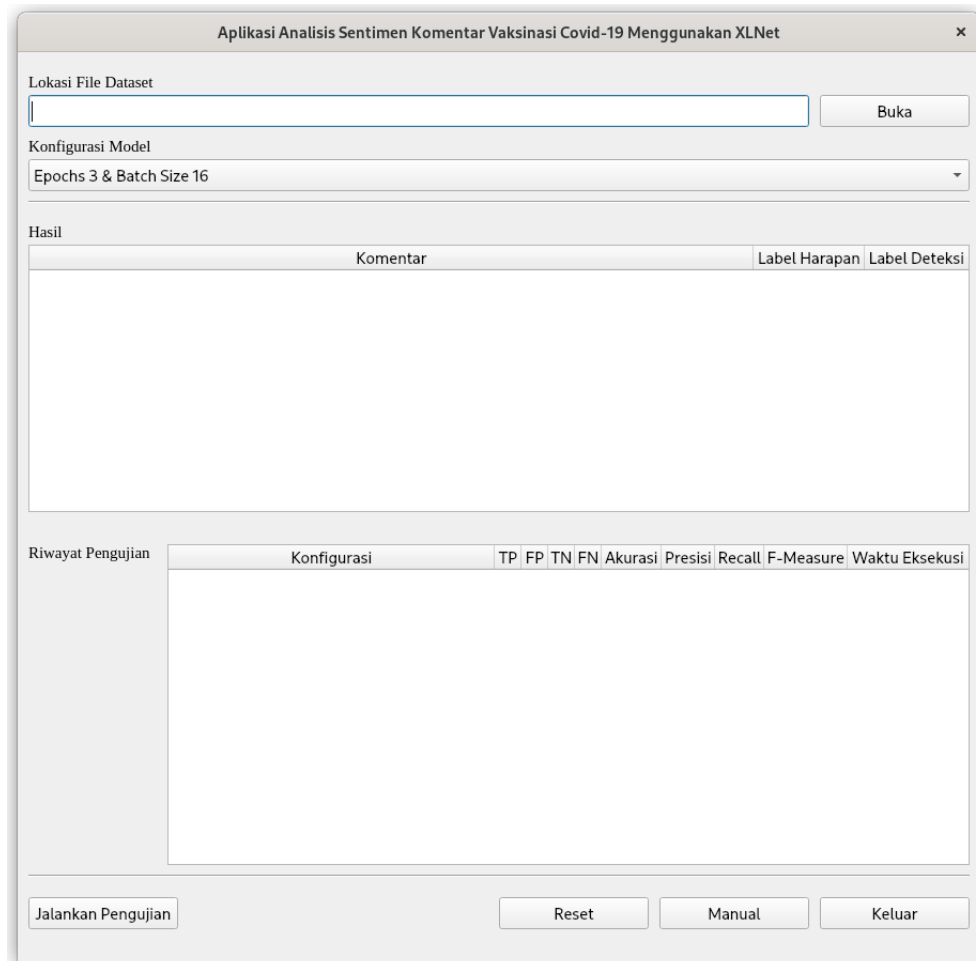 Aplikasi Analisis Sentimen Komentar Vaksinasi Covid-19 Menggunakan XLNet ×
Lokasi File Dataset
Buka
Konfigurasi Model
Epochs 3 & Batch Size 16
Hasil
Komentar Label Harapan Label Deteksi
Riwayat Pengujian Konfigurasi TP FP TN FN Akurasi Presisi Recall F-Measure Waktu Eksekusi
Jalankan Pengujian Reset Manual Keluar